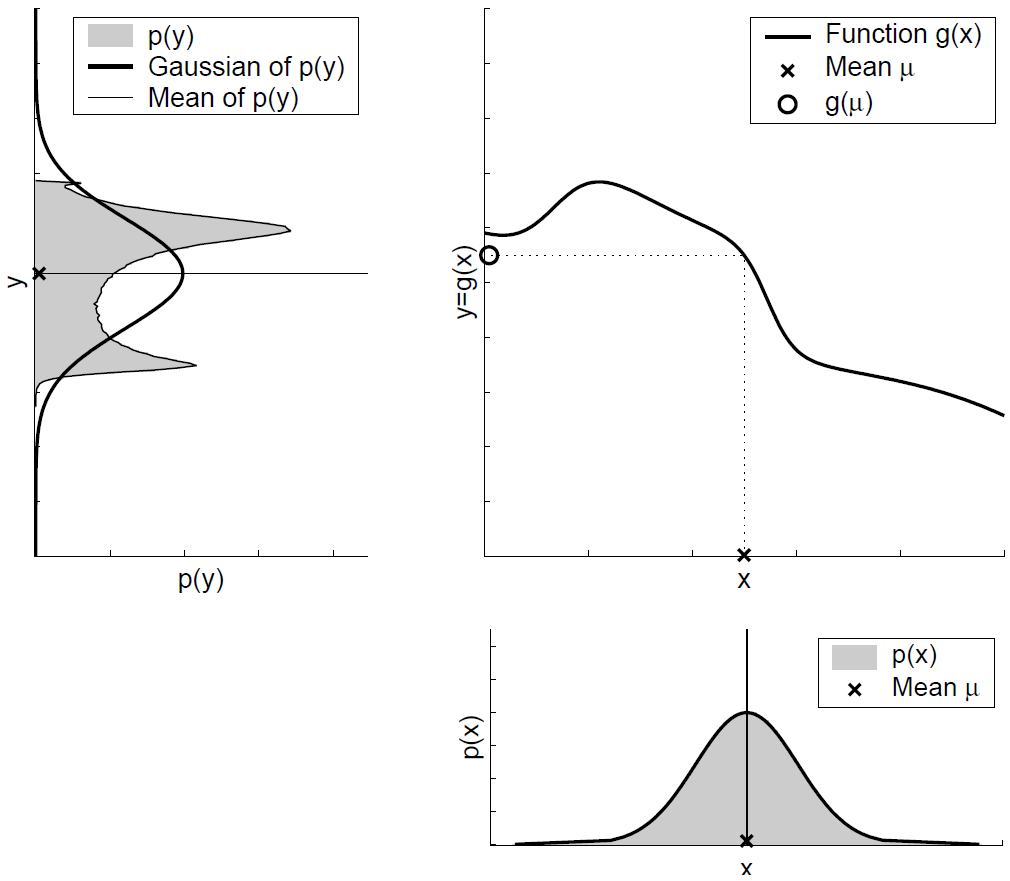 p(y)
Gaussian of p(y)
Mean of p(y)
y
p(y)
Function g(x)
Mean μ
g(μ)
y=g(x)
x
p(x)
Mean μ
p(x)
x